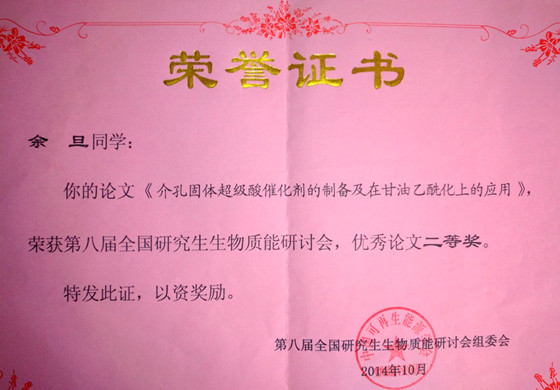 荣誉证书
余 旦同学：
你的论文《介孔固体超级酸催化剂的制备及在甘油乙酰化上的应用》，
荣获第八届全国研究生生物质能研讨会，优秀论文二等奖。
特发此证，以资奖励。
第八届全国研究生生物质能研讨会组委会
2014年10月